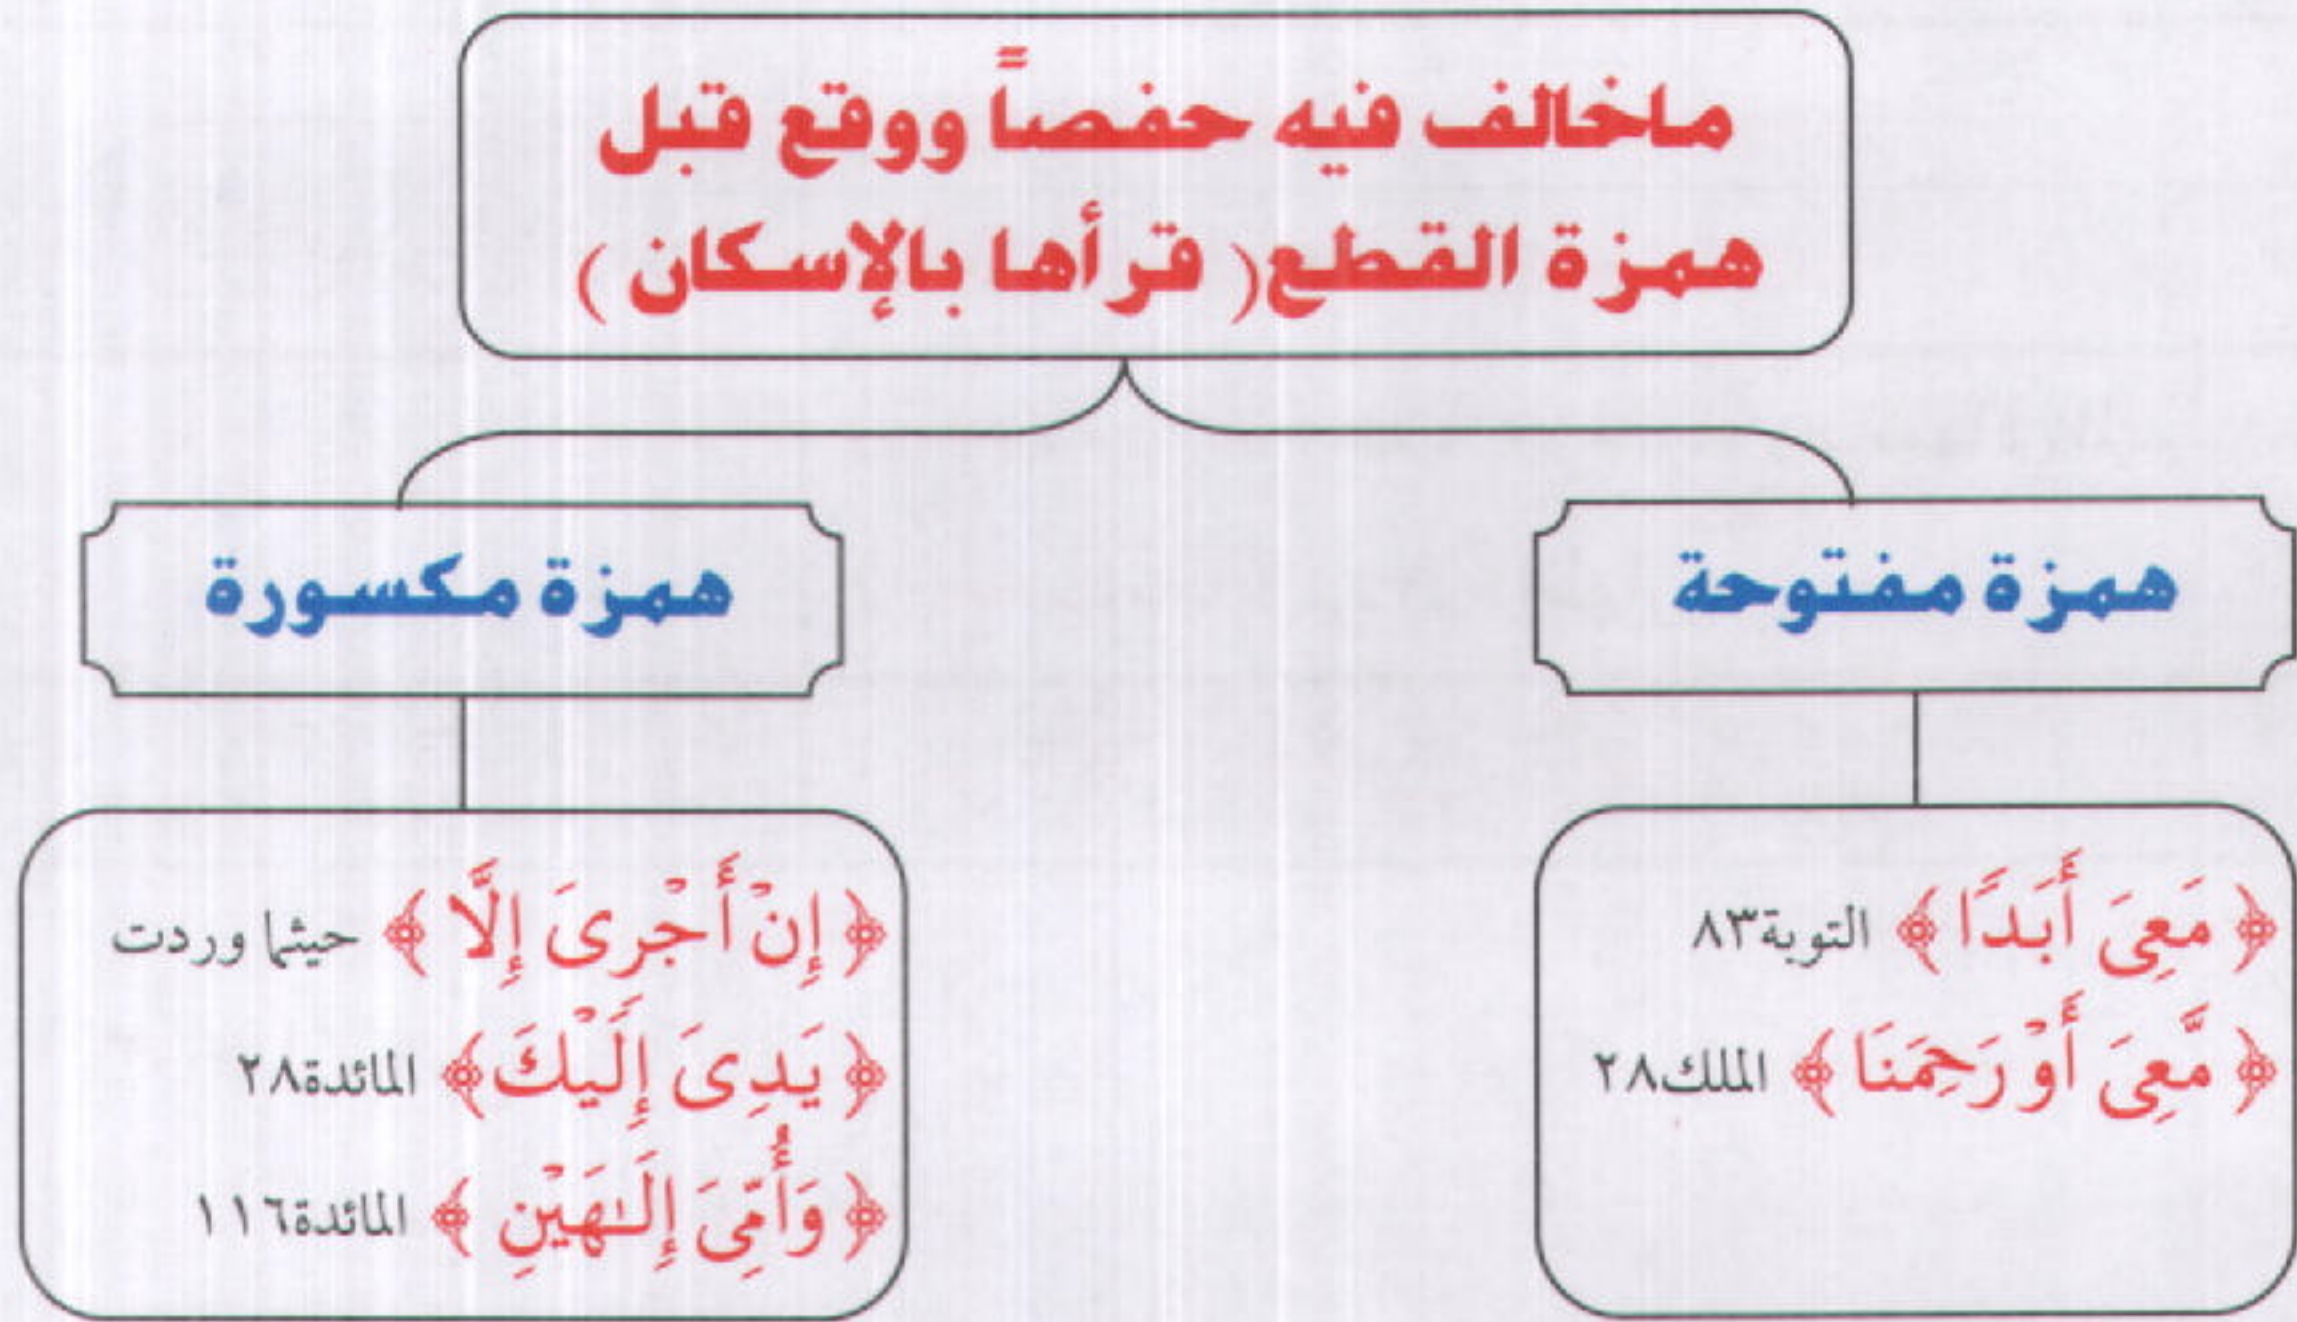 ماخالف فيه حفصاً ووقع قبل
همزة القطع( قرأها بالإسكان )
همزة مفتوحة
﴿ مَعِىَ أَبَدًا ﴾ التوبة٨٣
﴿ مَّعِىَ أَوْ رَحِمَنَا ﴾ الملك٢٨
همزة مكسورة
﴿ إِنْ أَجْرِىَ إِلَّا ﴾ حيثما وردت
﴿ يَدِىَ إِلَيْكَ ﴾ المائدة٢٨
﴿ وَأُمِّىَ إِلَـٰهَيْنِ ﴾ المائدة١١٦